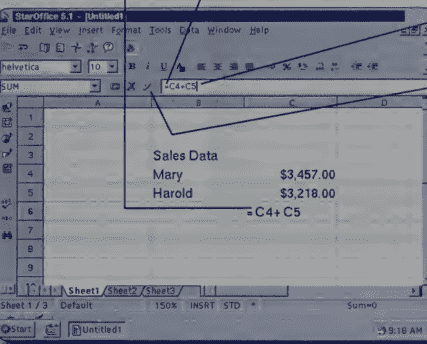 StarOffice 5.1 - [Untitled1]
File Edit View Insert Format Tools Data Window Help
helvetica 10 B i U
SUM =C4+C5
A B C D
1
2
3 Sales Data
4 Mary $3,457.00
5 Harold $3,218.00
6 =C4+C5
7
8
9
Sheet1 Sheet2 Sheet3
Sheet 1 / 3 Default 150% INSRT STD * Sum=0
Start Untitled1 9:18 AM